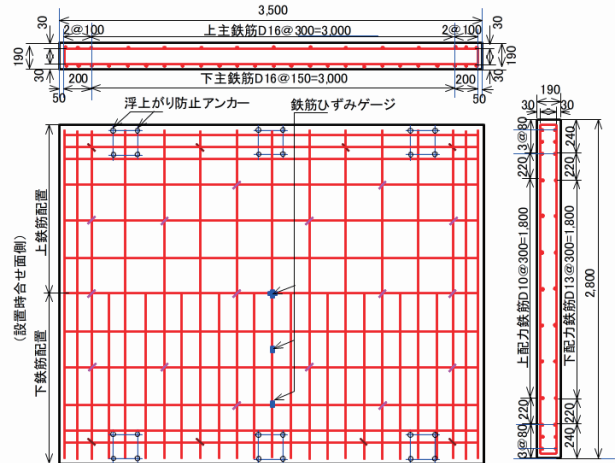 3,500
2@100 上主鉄筋D16@300=3,000 2@100
30
190
30
30
190
30
200 下主鉄筋D16@150=3,000 200
50
50
浮上がり防止アンカー
鉄筋ひずみゲージ
上鉄筋配置
(設置時合せ面側)
下鉄筋配置
190
30 30
3@80
240
220
220
上配力鉄筋D10@300=1,800
下配力鉄筋D13@300=1,800
2,800
220
220
3@80
240